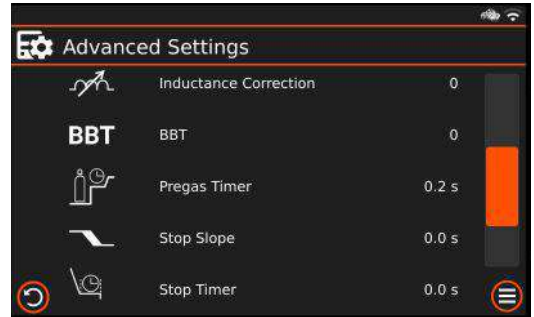 Advanced Settings
Inductance Correction 0
BBT BBT 0
Pregas Timer 0.2 s
Stop Slope 0.0 s
Stop Timer 0.0 s